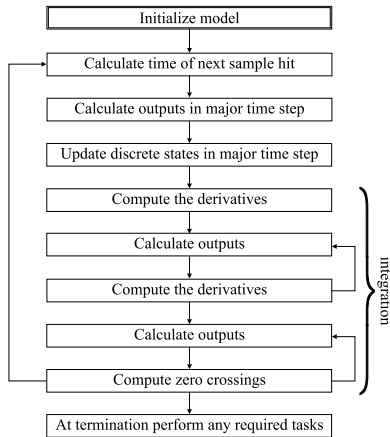 Initialize model
Calculate time of next sample hit
Calculate outputs in major time step
Update discrete states in major time step
Compute the derivatives
Calculate outputs
Compute the derivatives
Calculate outputs
Compute zero crossings
At termination perform any required tasks
integration